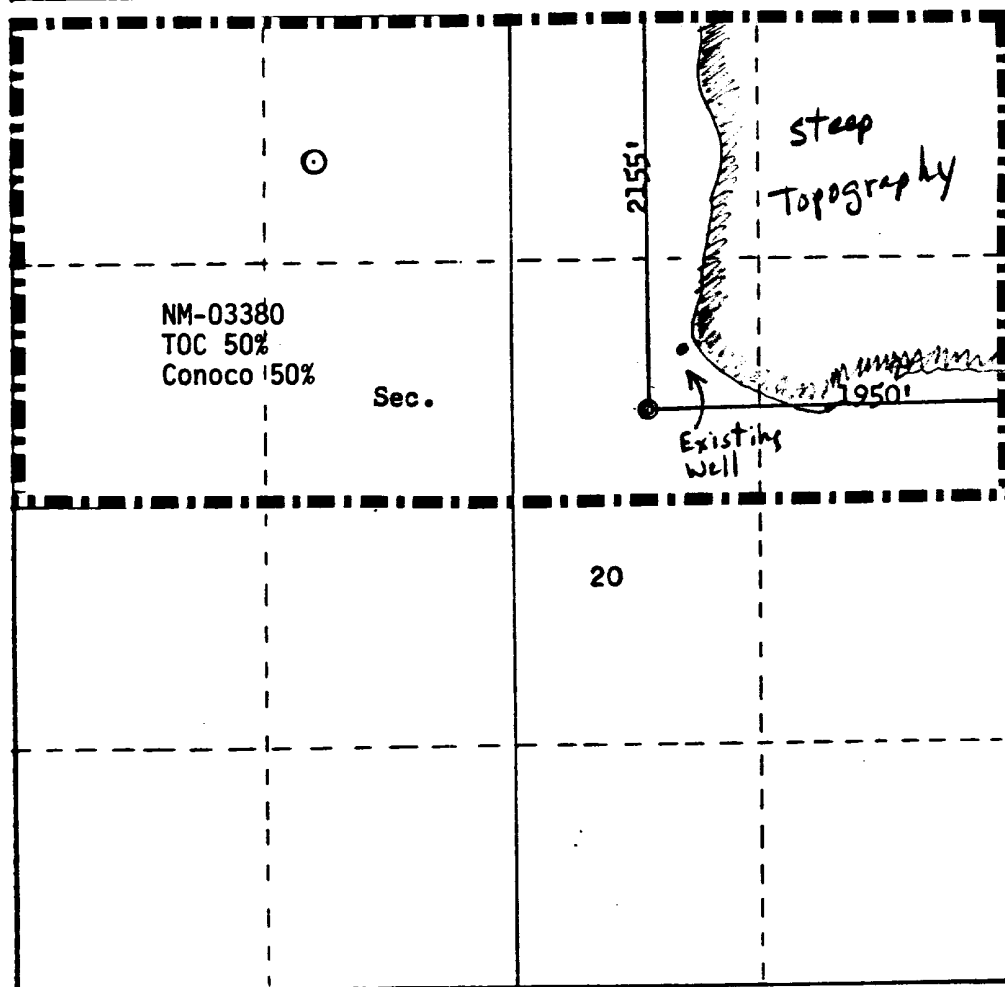 steep
Topography
2155'
NM-03380
TOC 50%
Conoco 50%
Sec.
1950'
Existing
Well
20